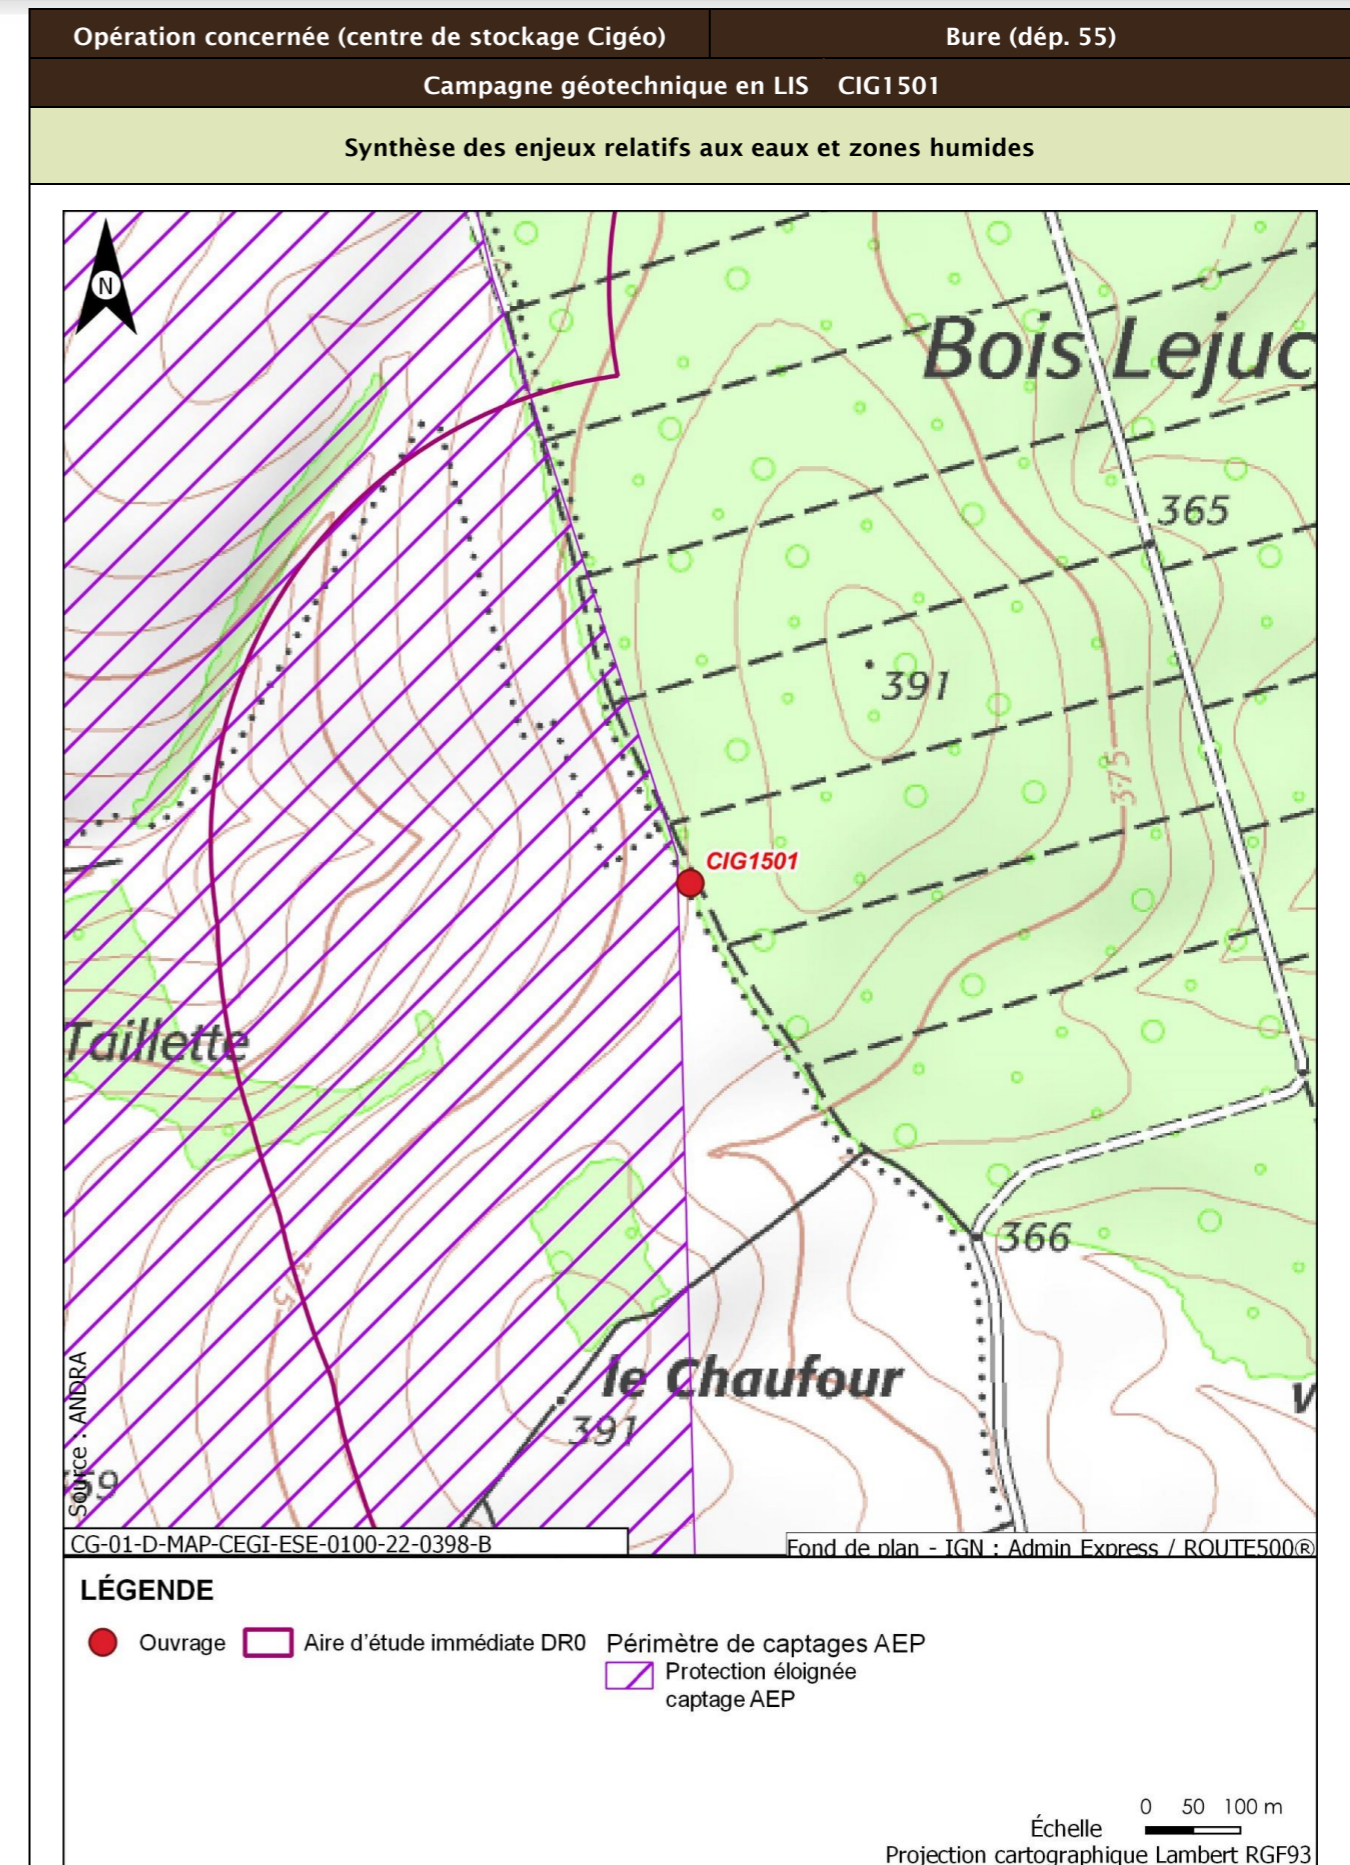 Opération concernée (centre de stockage Cigéo) Bure (dép. 55)
Campagne géotechnique en LIS CIG1501
Synthèse des enjeux relatifs aux eaux et zones humides
N
Bois Lejuc
365
391
375
CIG1501
Taillette
366
le Chaufour
391
Source : ANDRA
CG-01-D-MAP-CEGI-ESE-0100-22-0398-B
Fond de plan - IGN : Admin Express / ROUTE500®
LÉGENDE
Ouvrage Aire d'étude immédiate DR0 Périmètre de captages AEP
Protection éloignée
captage AEP
0 50 100 m
Échelle
Projection cartographique Lambert RGF93